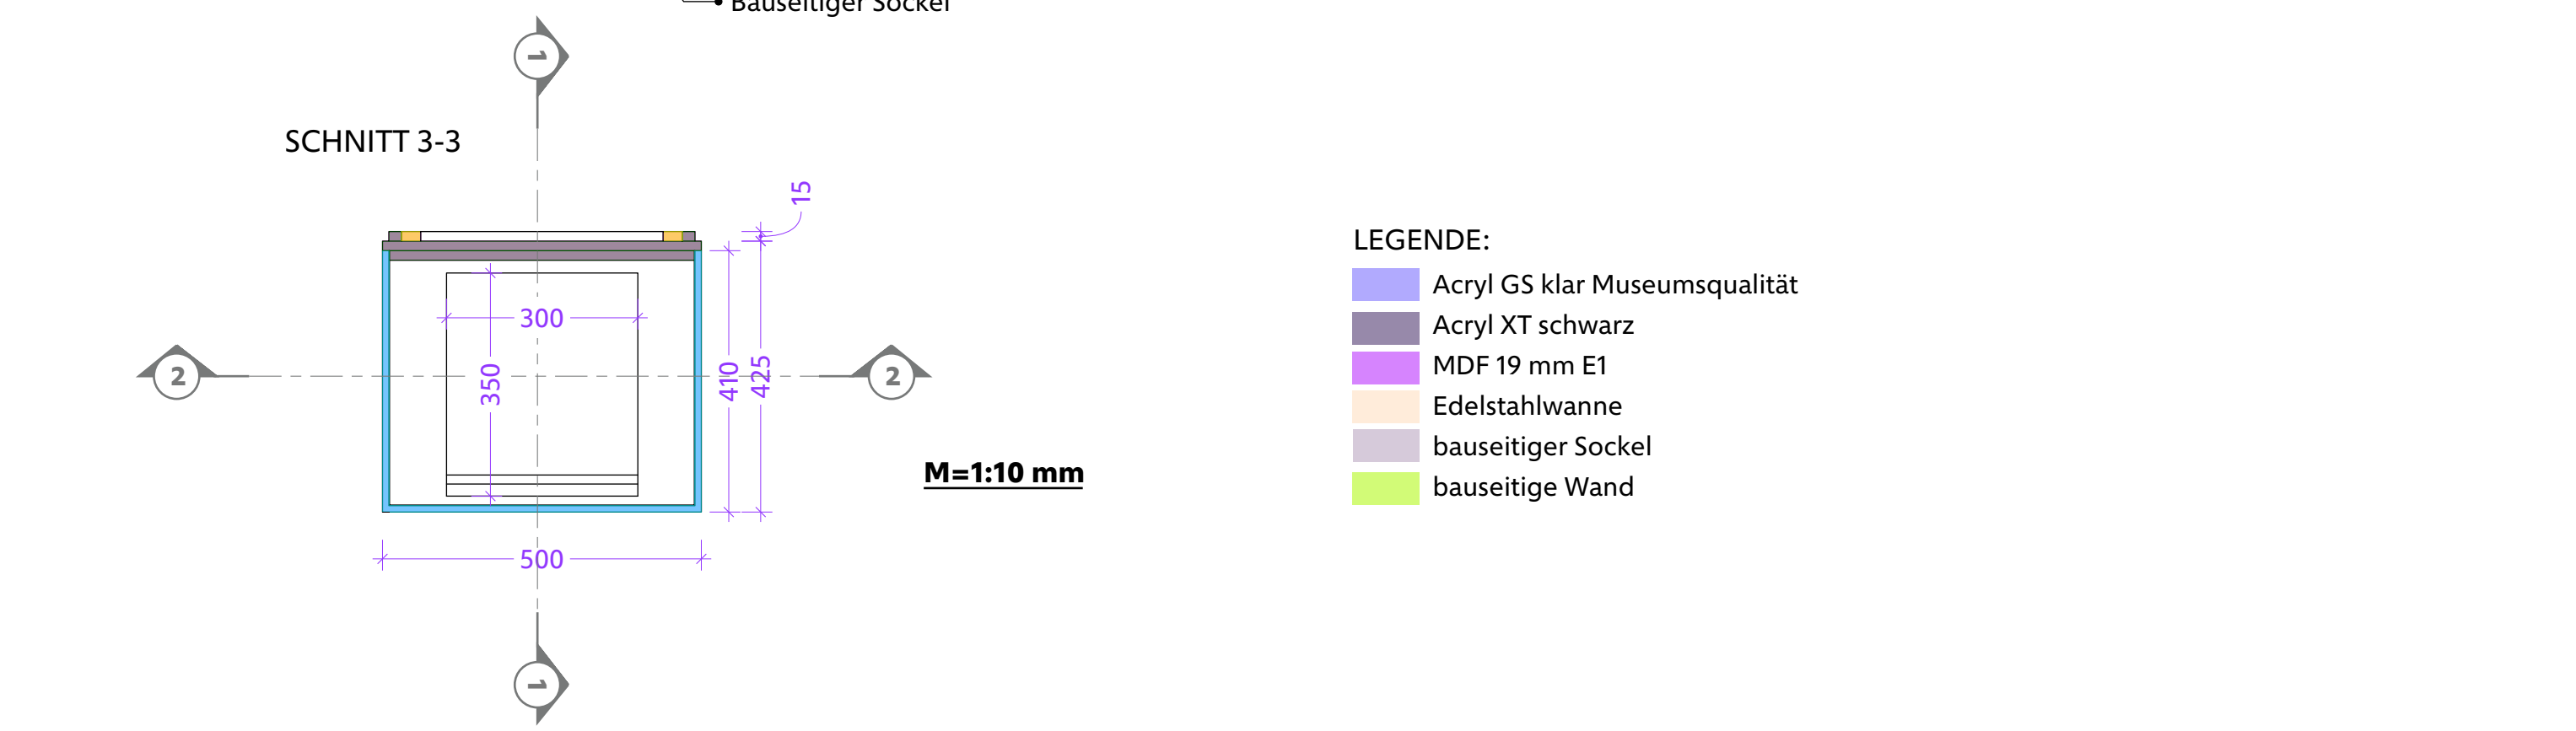 Bauseitiger Sockel
1
SCHNITT 3-3
15
300
350
410
425
2
2
500
1
M=1:10 mm
LEGENDE:
Acryl GS klar Museumsqualität
Acryl XT schwarz
MDF 19 mm E1
Edelstahlwanne
bauseitiger Sockel
bauseitige Wand